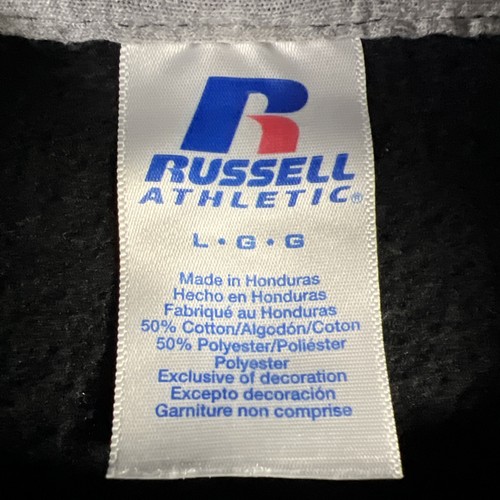 R
RUSSELL
ATHLETIC®
L • G • G
Made in Honduras
Hecho en Honduras
Fabriqué au Honduras
50% Cotton/Algodón/Coton
50% Polyester/Poliéster
Polyester
Exclusive of decoration
Excepto decoración
Garniture non comprise